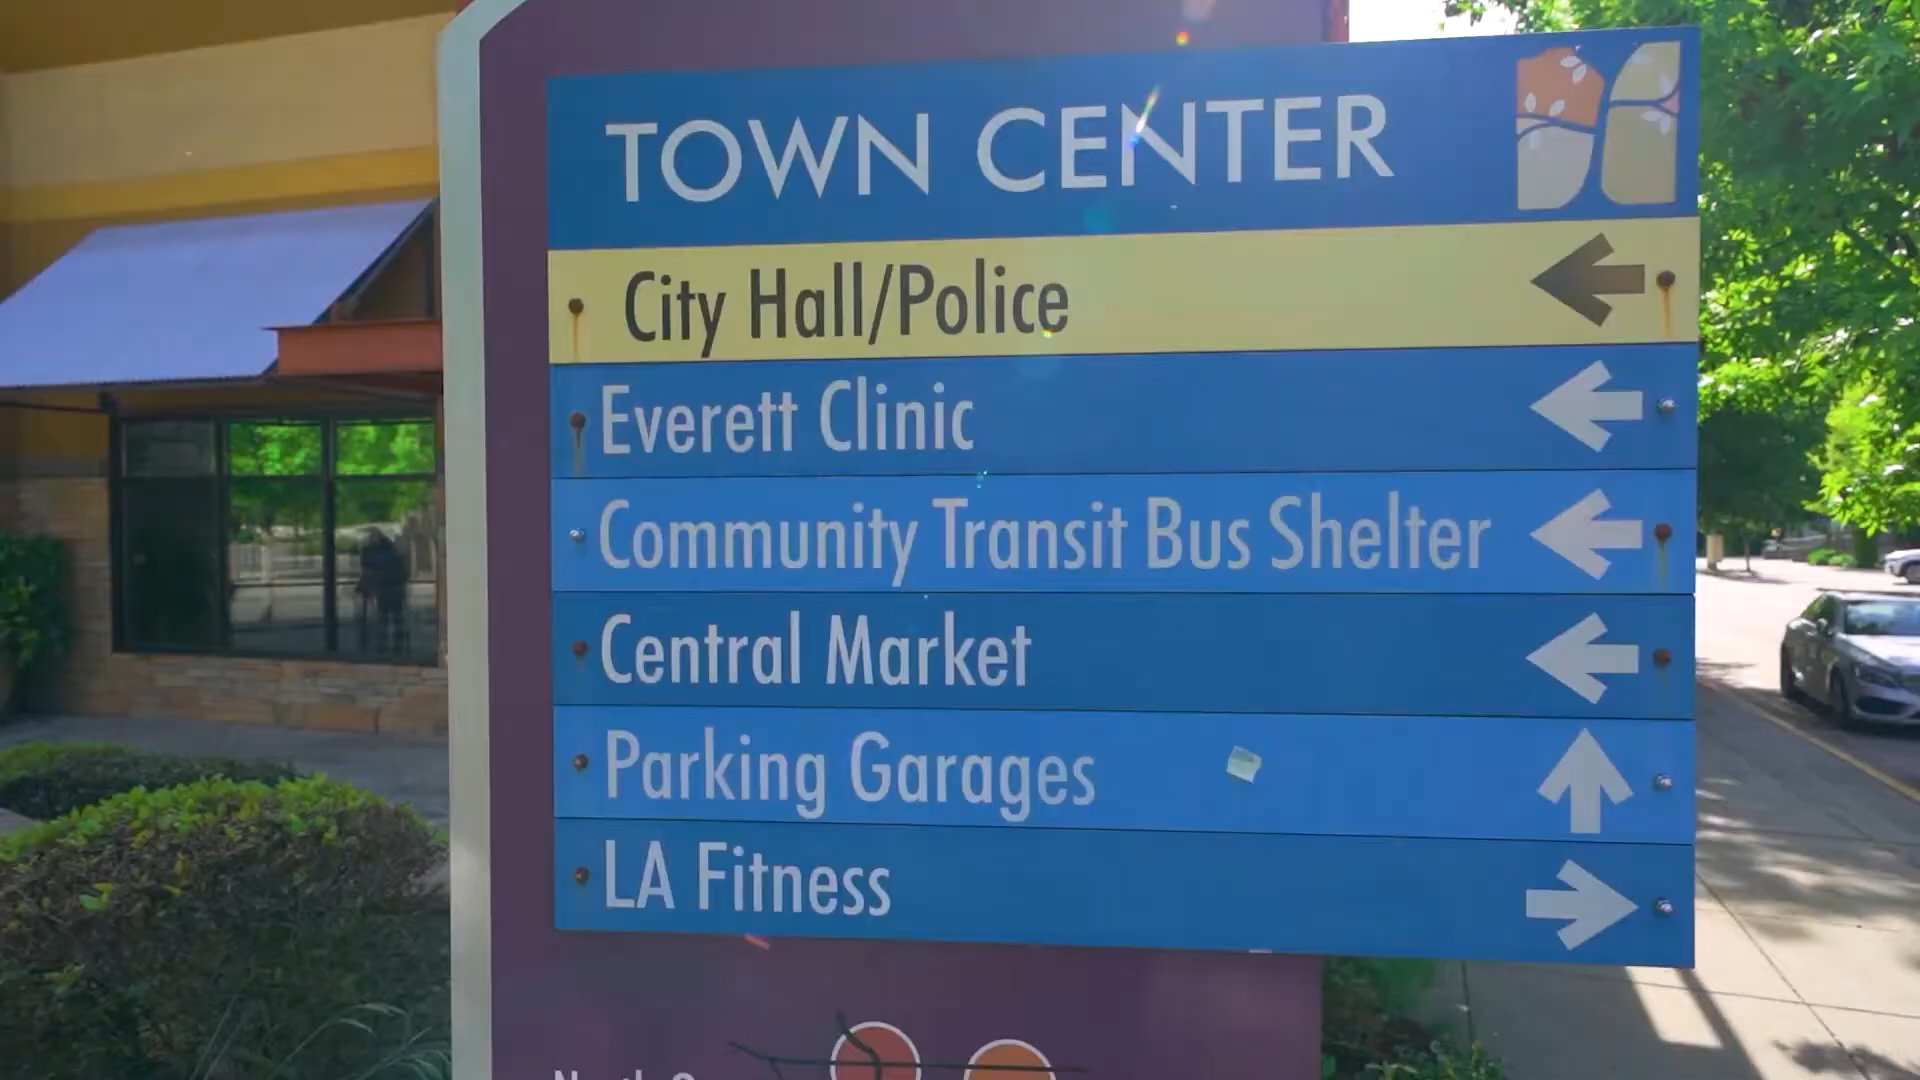 TOWN CENTER
City Hall/Police
Everett Clinic
Community Transit Bus Shelter
Central Market
Parking Garages
LA Fitness